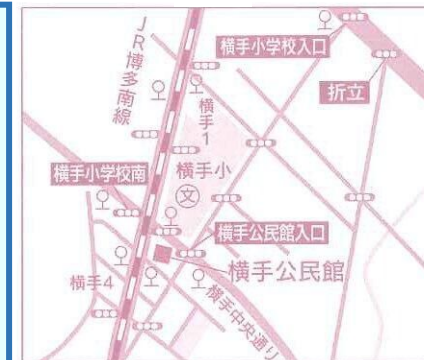 横手小学校入口
JR博多南線
折立
横手1
横手小学校南
横手小
文
横手公民館入口
横手公民館
横手4
横手中央通り